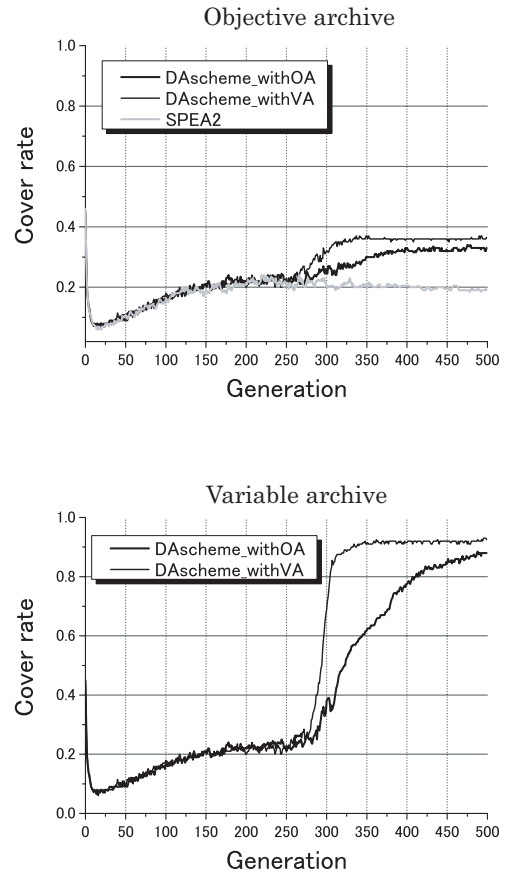 Objective archive
1.0
DAscheme_withOA
DAscheme_withVA
SPEA2
0.8
0.6
0.4
0.2
Cover rate
0 50 100 150 200 250 300 350 400 450 500
Generation
Variable archive
1.0
DAscheme_withOA
DAscheme_withVA
0.8
0.6
0.4
0.2
0.0
Cover rate
0 50 100 150 200 250 300 350 400 450 500
Generation